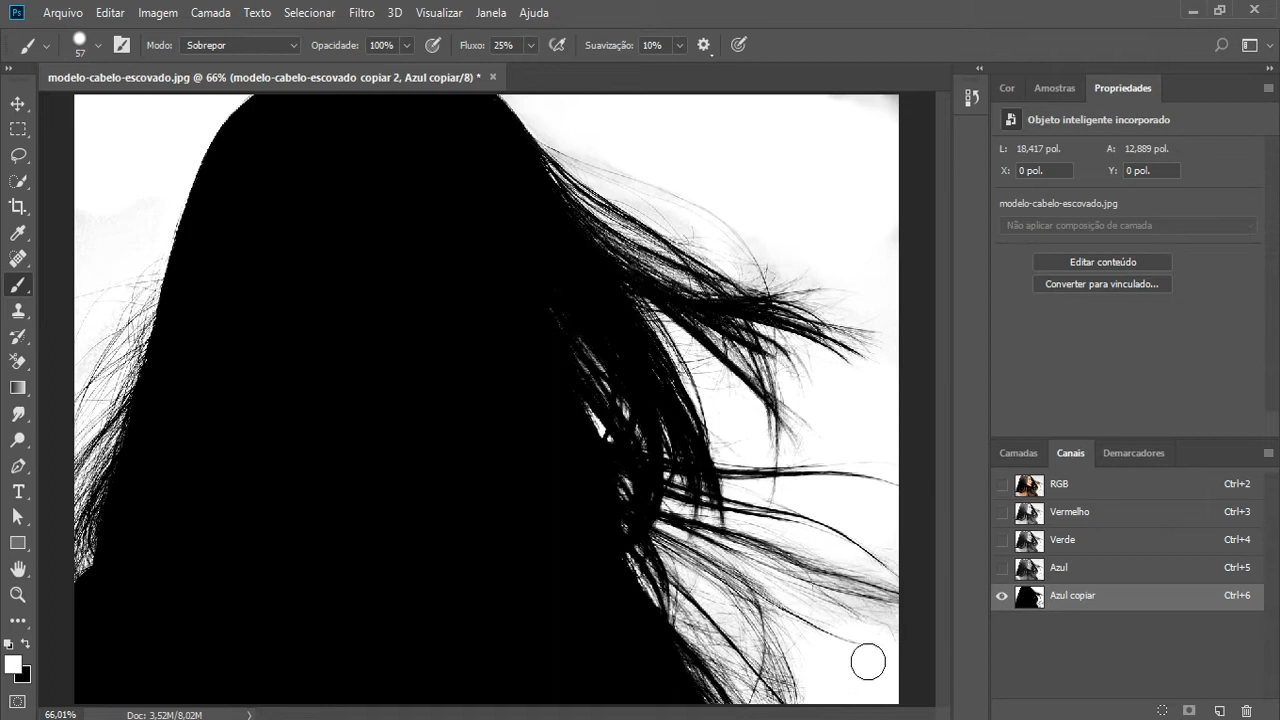 Ps Arquivo Editar Imagem Camada Texto Selecionar Filtro 3D Visualizar Janela Ajuda
57 Modo: Sobrepor Opacidade: 100% Fluxo: 25% Suavização: 10%
modelo-cabelo-escovado.jpg @ 66% (modelo-cabelo-escovado copiar 2, Azul copiar/8) *
Cor Amostras Propriedades
Objeto inteligente incorporado
L: 18,417 pol. A: 12,889 pol.
X: 0 pol. Y: 0 pol.
modelo-cabelo-escovado.jpg
Não aplicar composição de camada
Editar conteúdo
Converter para vinculado...
Camadas Canais Demarcadores
RGB Ctrl+2
Vermelho Ctrl+3
Verde Ctrl+4
Azul Ctrl+5
Azul copiar Ctrl+6
66,01% Doc: 3,52M/8,02M